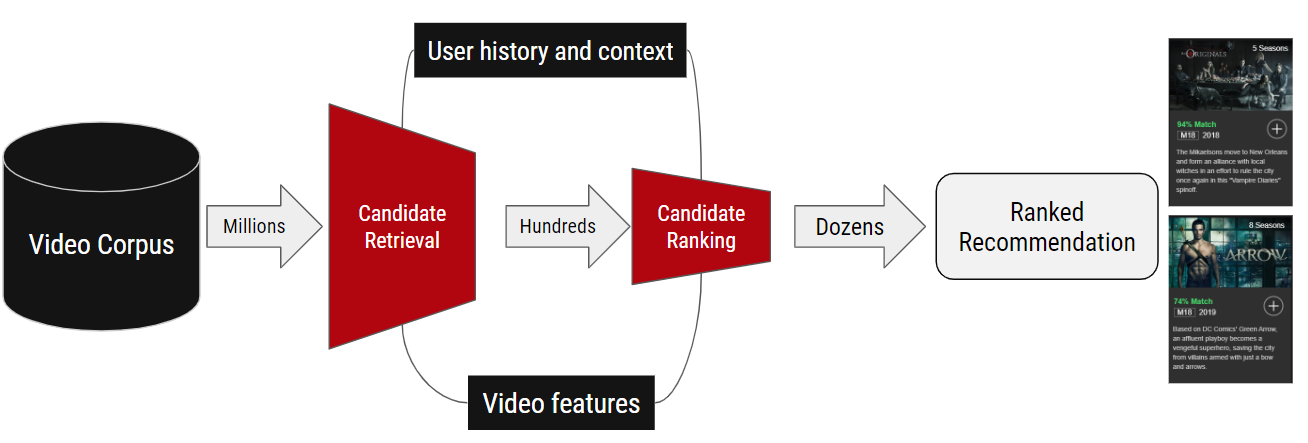 User history and context
Video Corpus
Millions
Candidate
Retrieval
Hundreds
Candidate
Ranking
Dozens
Ranked
Recommendation
Video features
5 Seasons
ORIGINALS
94% Match
M18 2018
The Mikaelsons move to New Orleans
and form an alliance with local
witches in an effort to rule the city
once again in this "Vampire Diaries"
spinoff.
8 Seasons
ARROW
74% Match
M18 2019
Based on DC Comics' Green Arrow,
an affluent playboy becomes a
vengeful superhero, saving the city
from villains armed with just a bow
and arrows.